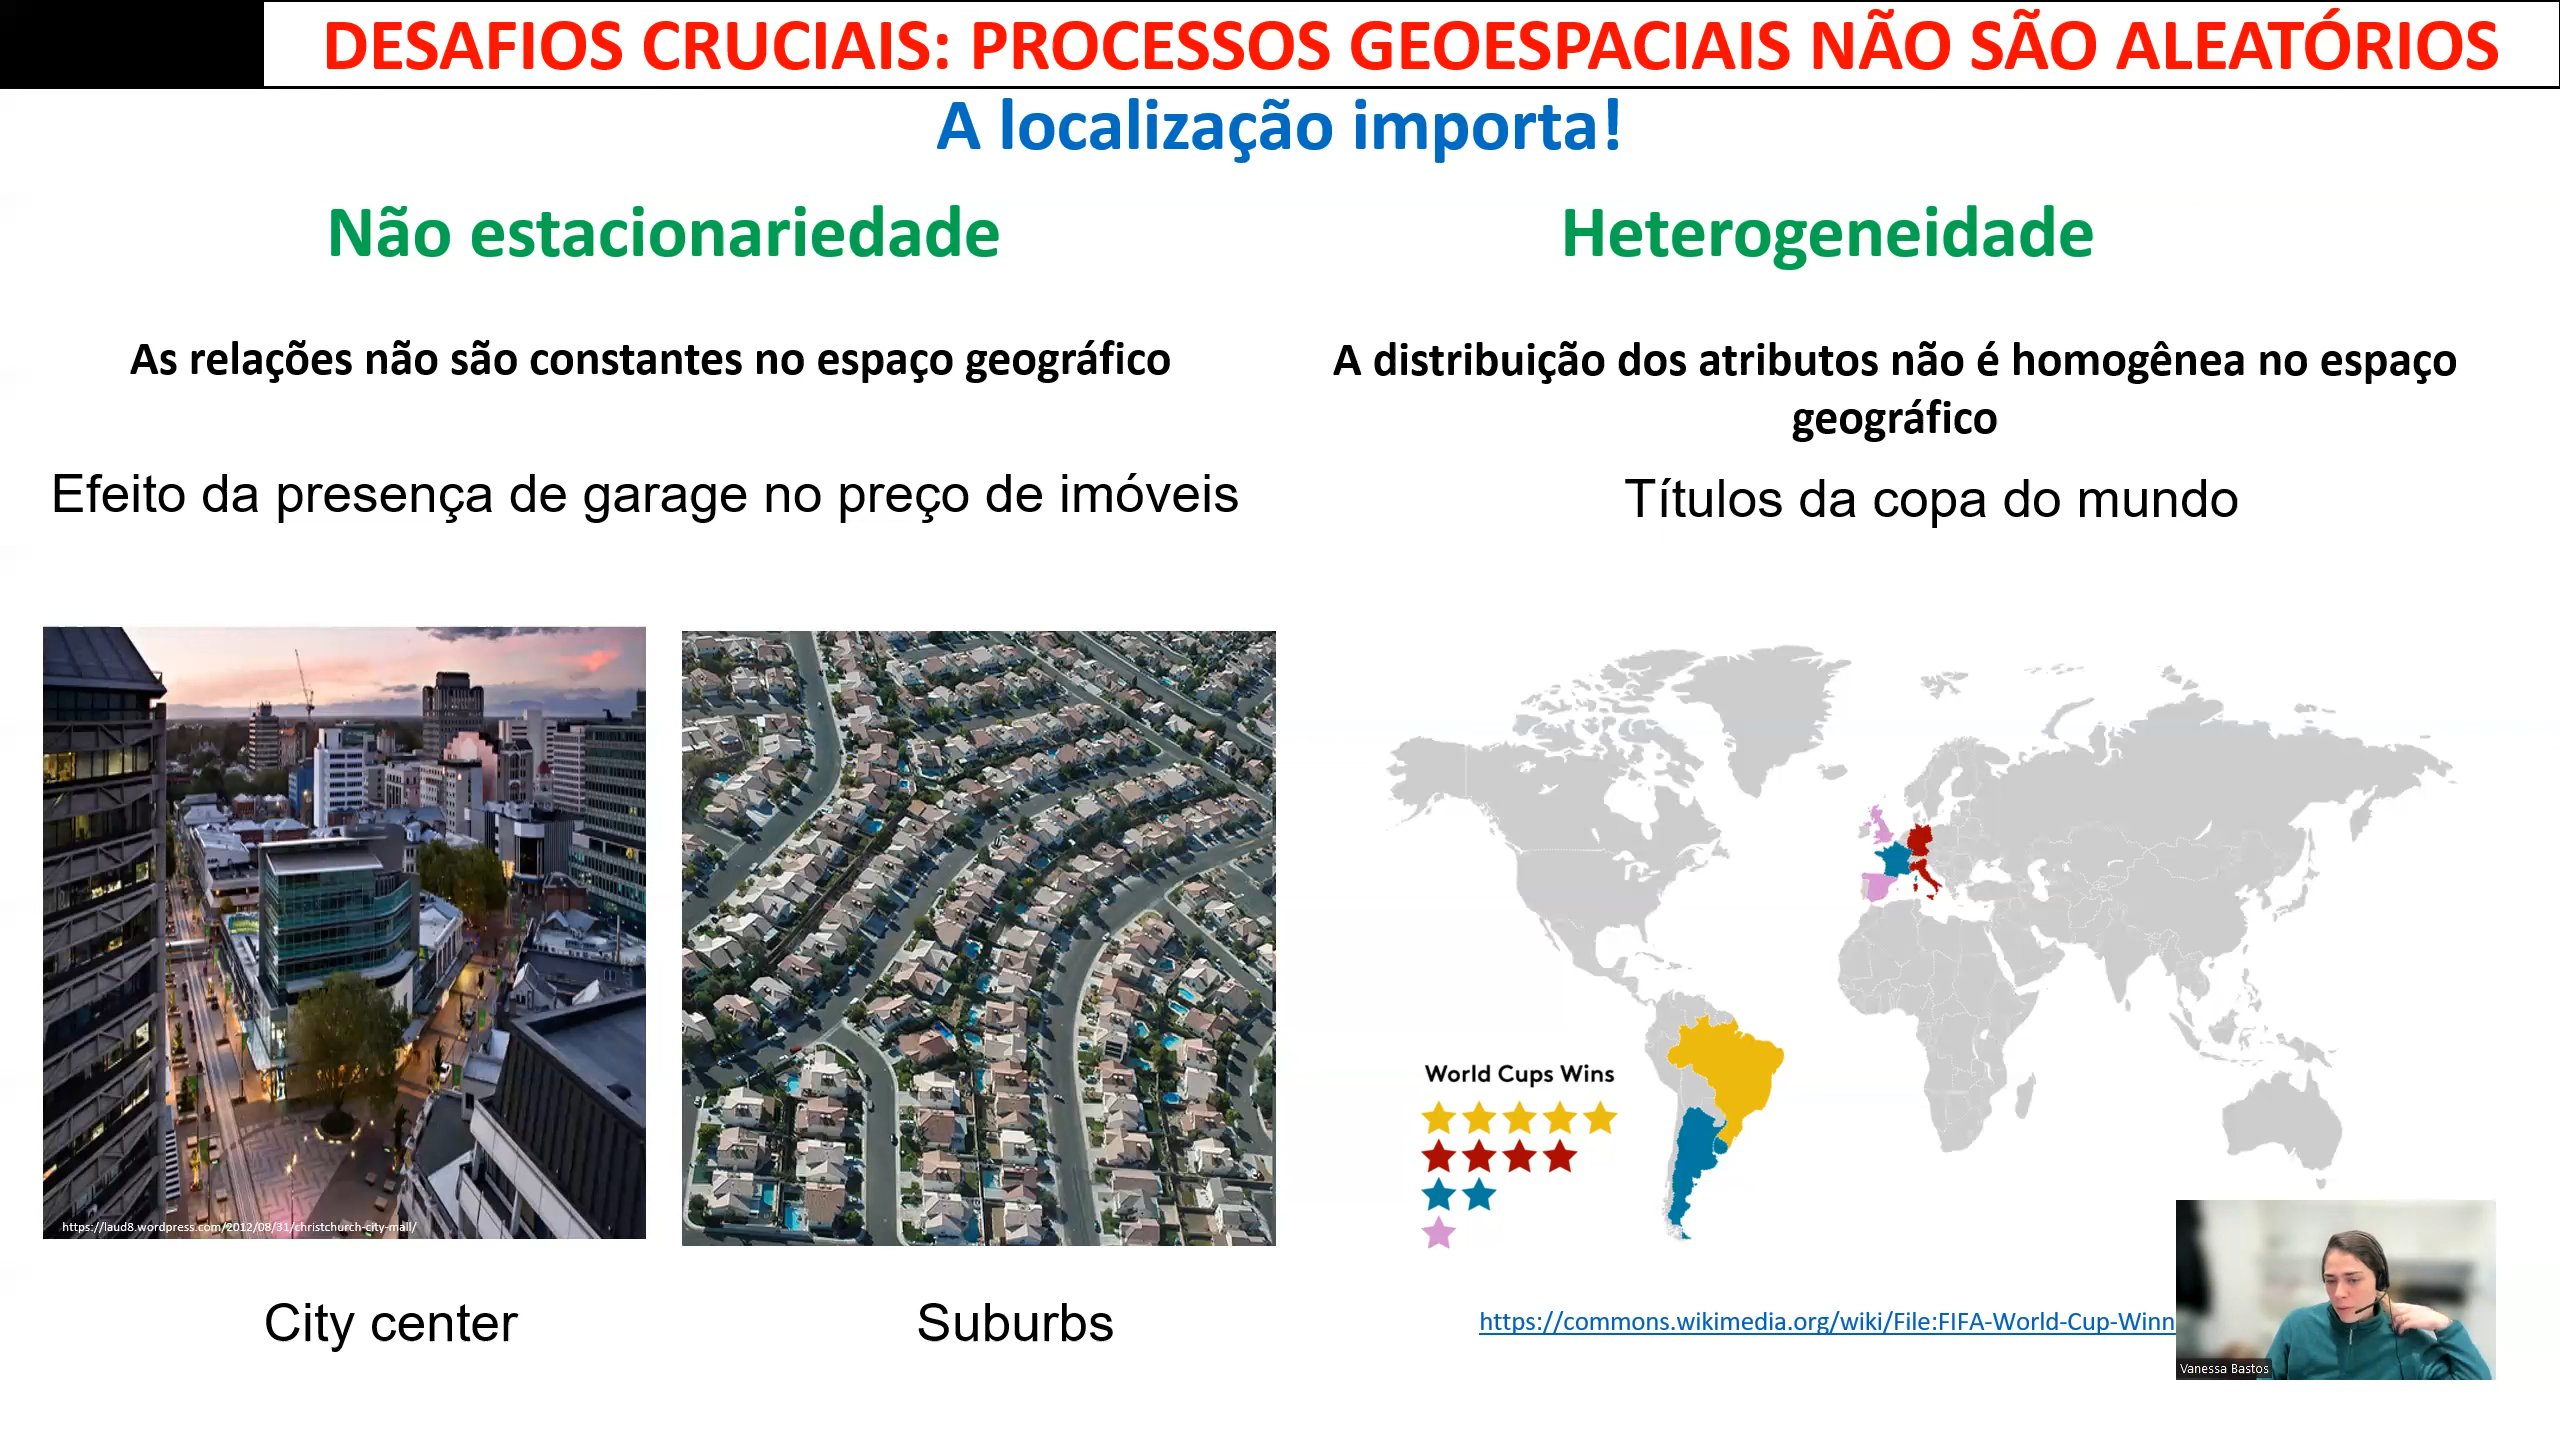 DESAFIOS CRUCIAIS: PROCESSOS GEOESPACIAIS NÃO SÃO ALEATÓRIOS
A localização importa!
Não estacionariedade
As relações não são constantes no espaço geográfico
Efeito da presença de garage no preço de imóveis
https://laud8.wordpress.com/2012/08/31/christchurch-city-mall/
City center
Suburbs
Heterogeneidade
A distribuição dos atributos não é homogênea no espaço
geográfico
Títulos da copa do mundo
World Cups Wins
https://commons.wikimedia.org/wiki/File:FIFA-World-Cup-Winn
Vanessa Bastos